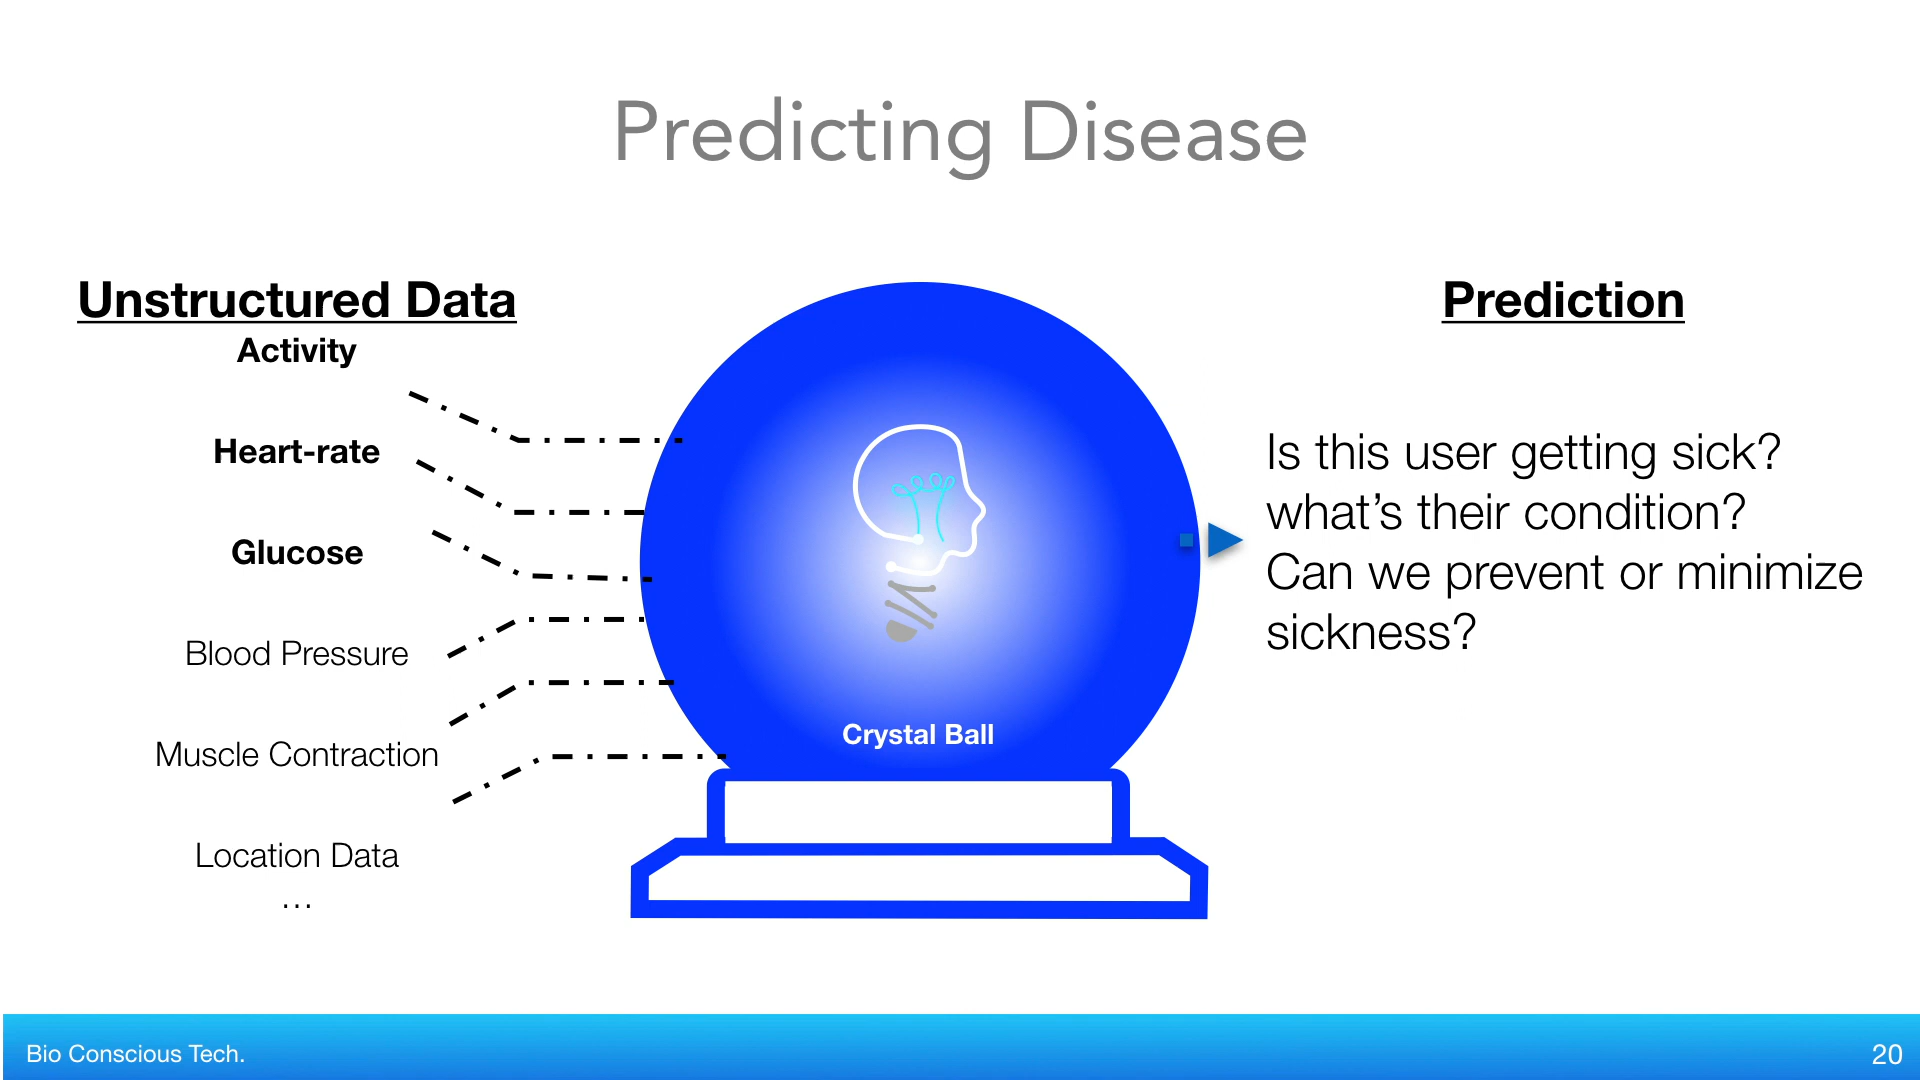 Predicting Disease
Unstructured Data
Activity
Heart-rate
Glucose
Blood Pressure
Muscle Contraction
Location Data
...
Crystal Ball
Prediction
Is this user getting sick?
what’s their condition?
Can we prevent or minimize
sickness?
Bio Conscious Tech.
20